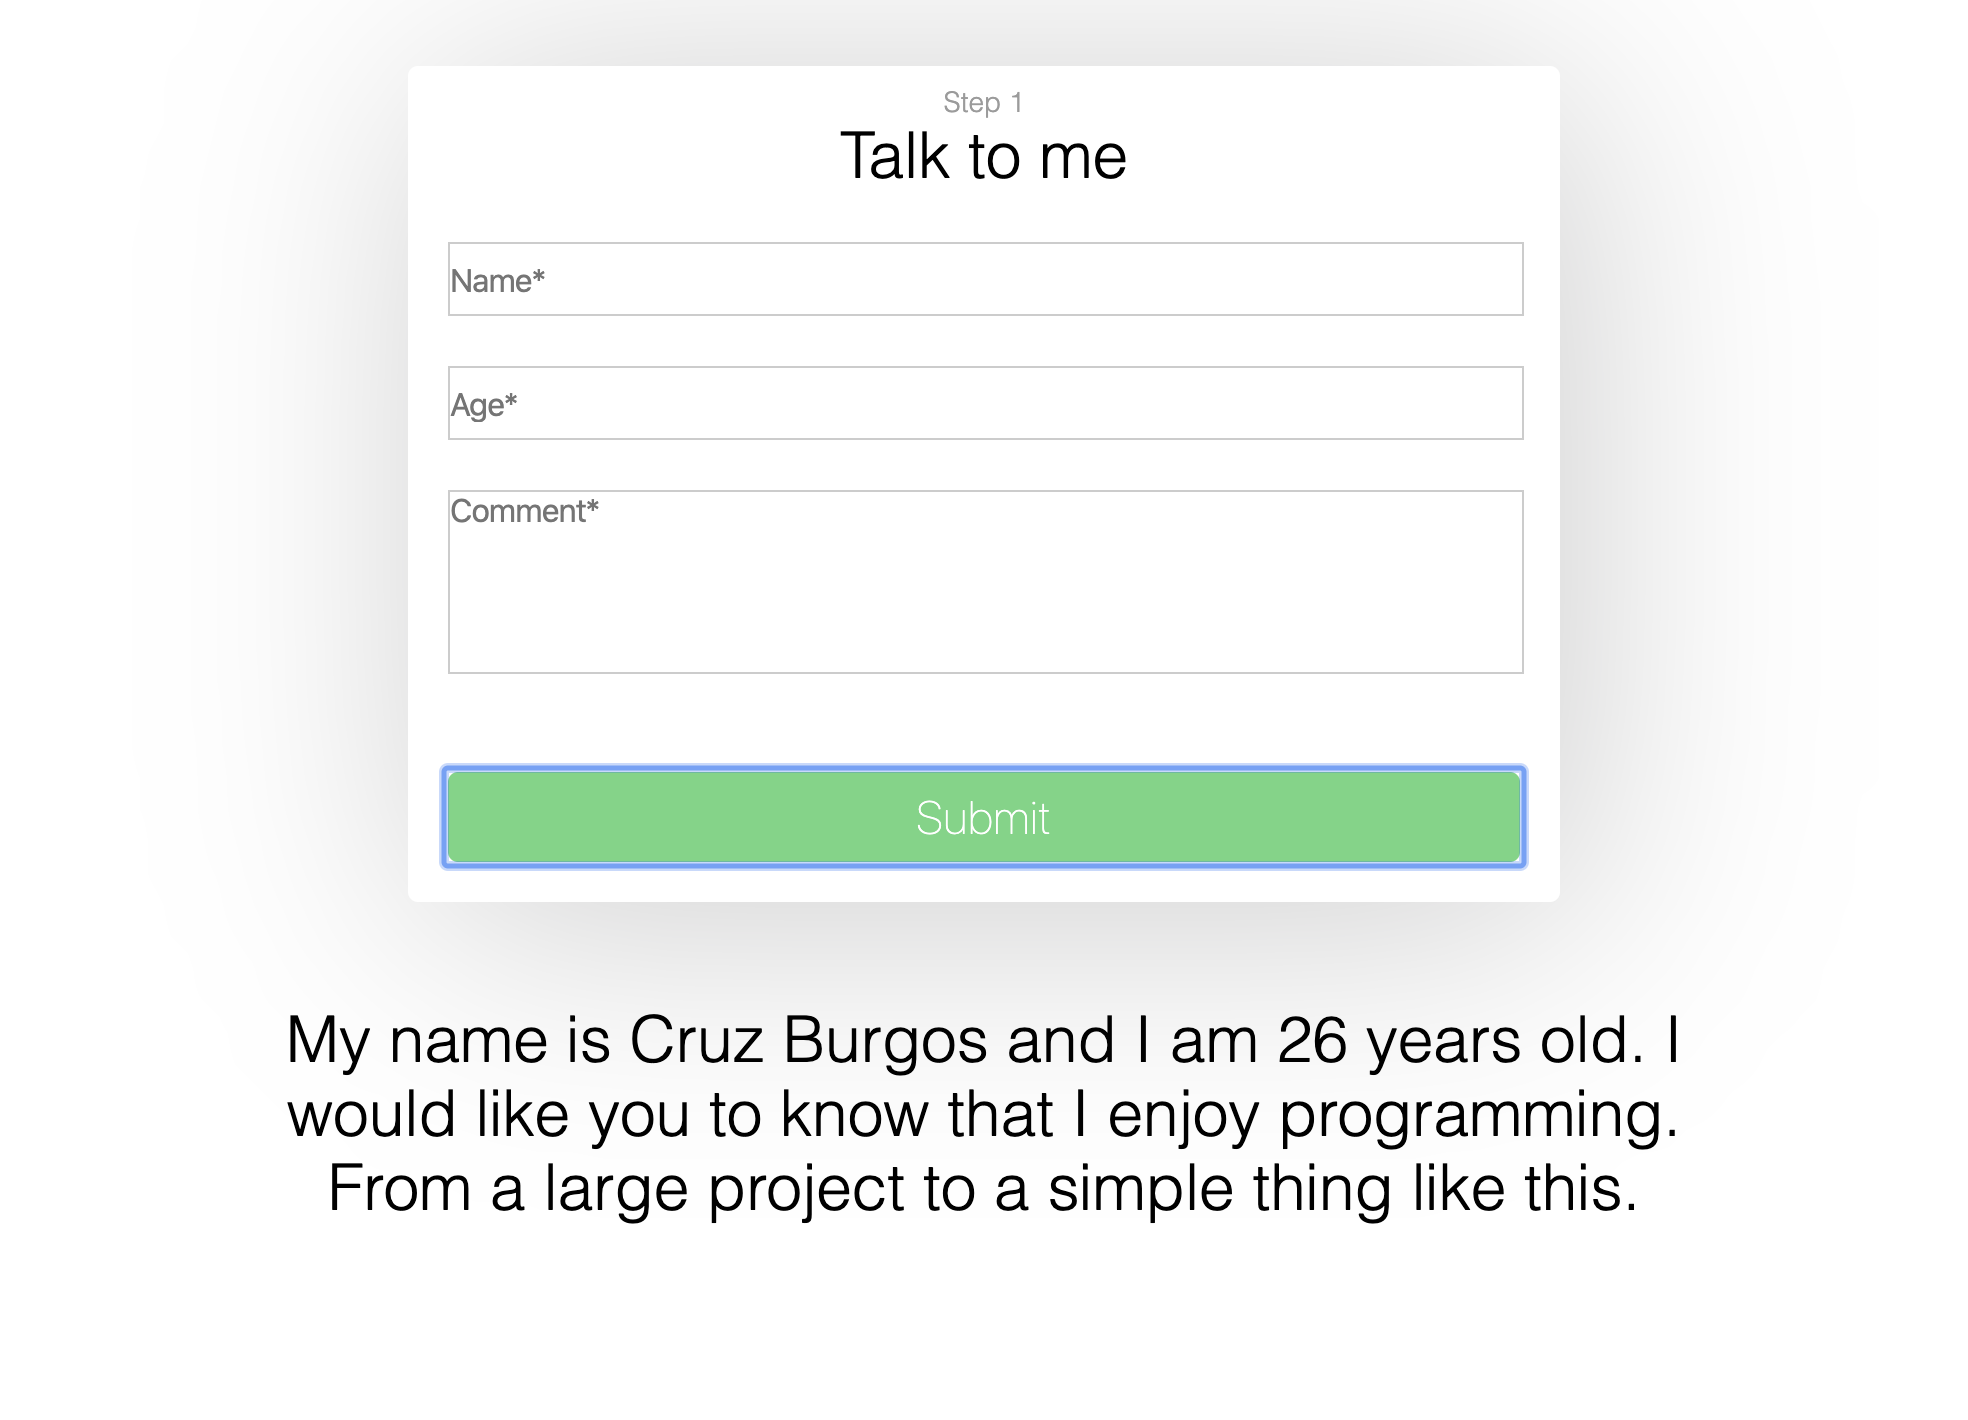 Step 1
Talk to me
Name*
Age*
Comment*
Submit
My name is Cruz Burgos and I am 26 years old. I
would like you to know that I enjoy programming.
From a large project to a simple thing like this.